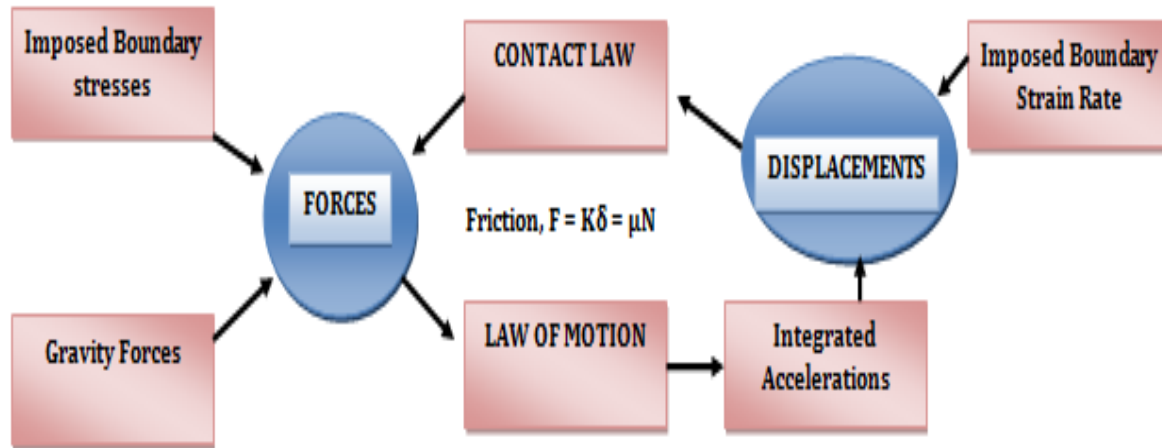 Imposed Boundary
stresses
CONTACT LAW
Imposed Boundary
Strain Rate
FORCES
DISPLACEMENTS
Friction, F = Kδ = μN
Gravity Forces
LAW OF MOTION
Integrated
Accelerations